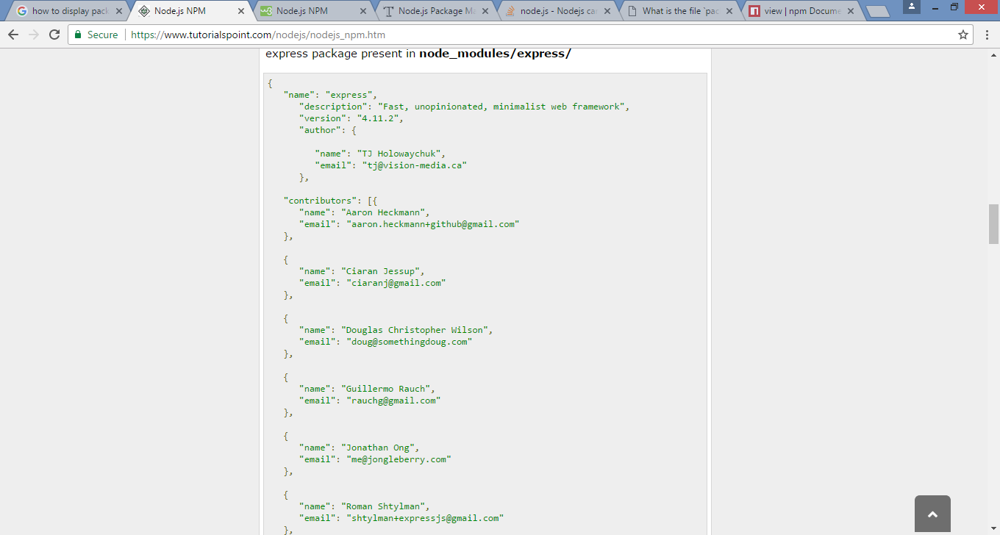 how to display pack
Node.js NPM
Node.js NPM
Node.js Package Ma
node.js - Nodejs ca
What is the file `pac
view | npm Docume
Secure
https://www.tutorialspoint.com/nodejs/nodejs_npm.htm
express package present in node_modules/express/
{
"name": "express",
"description": "Fast, unopinionated, minimalist web framework",
"version": "4.11.2",
"author": {
"name": "TJ Holowaychuk",
"email": "tj@vision-media.ca"
},
"contributors": [{
"name": "Aaron Heckmann",
"email": "aaron.heckmann+github@gmail.com"
},
{
"name": "Ciaran Jessup",
"email": "ciaranj@gmail.com"
},
{
"name": "Douglas Christopher Wilson",
"email": "doug@somethingdoug.com"
},
{
"name": "Guillermo Rauch",
"email": "rauchg@gmail.com"
},
{
"name": "Jonathan Ong",
"email": "me@jongleberry.com"
},
{
"name": "Roman Shtylman",
"email": "shtylman+expressjs@gmail.com"
},